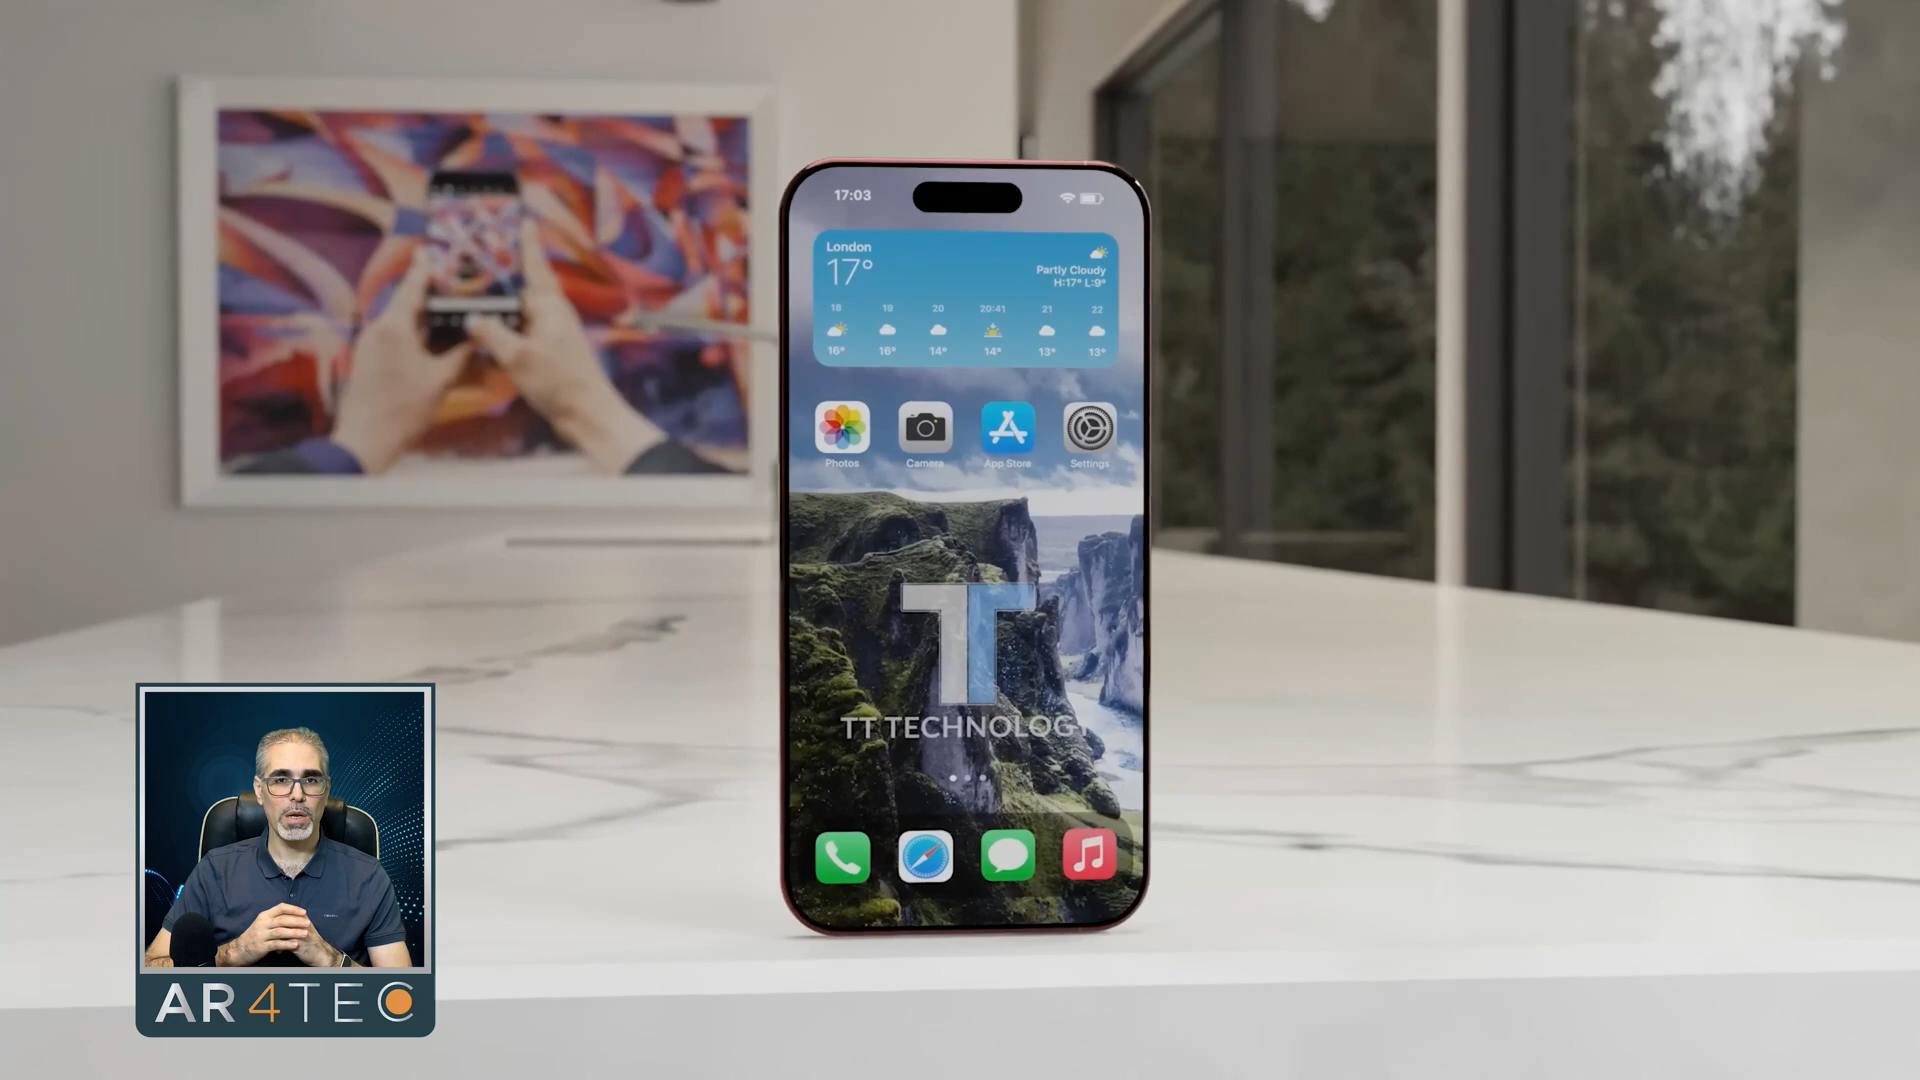 17:03
London
17°
Partly Cloudy
H:17° L:9°
18 19 20 20:41 21 22
16° 16° 14° 14° 13° 13°
Photos Camera App Store Settings
TT TECHNOLOGY
AR4TEC